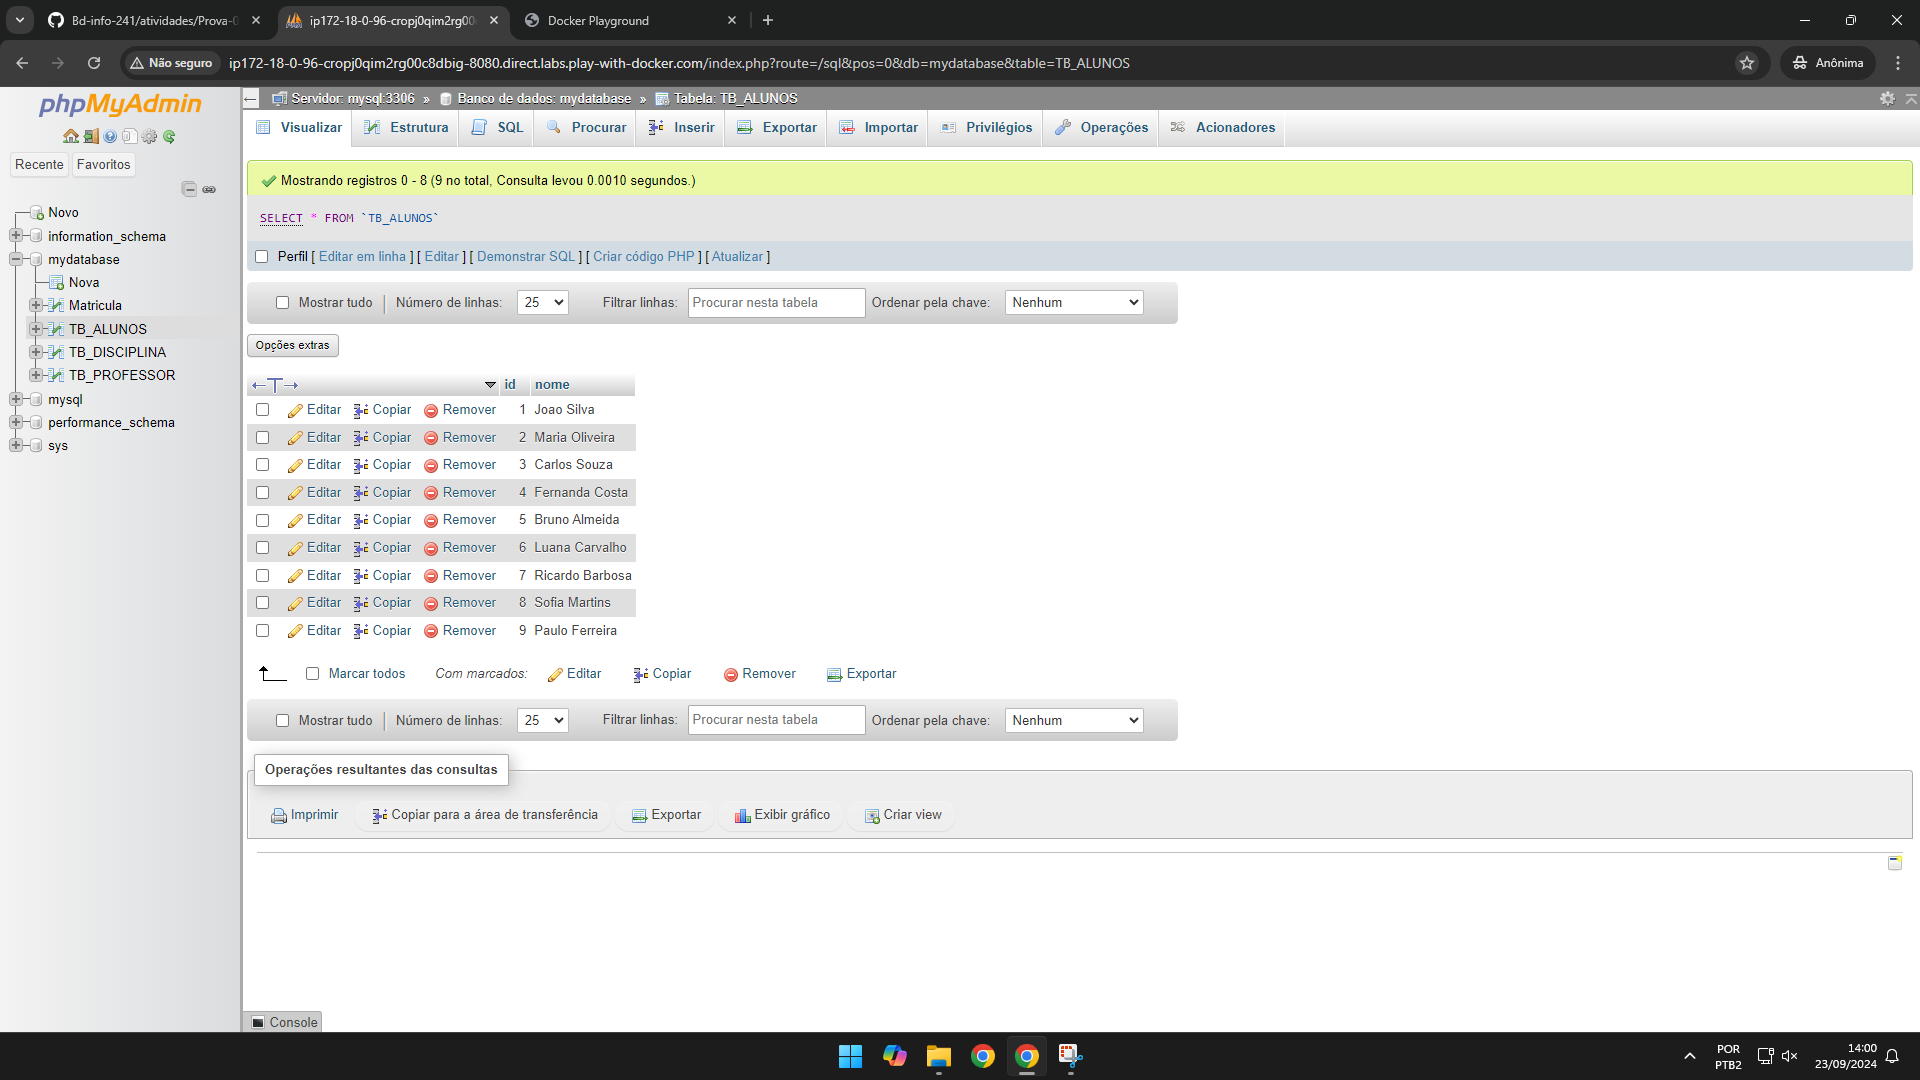 Bd-info-241/atividades/Prova-0
ip172-18-0-96-cropj0qim2rg00c
Docker Playground
Não seguro
ip172-18-0-96-cropj0qim2rg00c8dbig-8080.direct.labs.play-with-docker.com/index.php?route=/sql&pos=0&db=mydatabase&table=TB_ALUNOS
Anônima
phpMyAdmin
Recente Favoritos
Novo
information_schema
mydatabase
Nova
Matricula
TB_ALUNOS
TB_DISCIPLINA
TB_PROFESSOR
mysql
performance_schema
sys
Servidor: mysql:3306 » Banco de dados: mydatabase » Tabela: TB_ALUNOS
Visualizar Estrutura SQL Procurar Inserir Exportar Importar Privilégios Operações Acionadores
Mostrando registros 0 - 8 (9 no total, Consulta levou 0.0010 segundos.)
SELECT * FROM `TB_ALUNOS`
Perfil [ Editar em linha ] [ Editar ] [ Demonstrar SQL ] [ Criar código PHP ] [ Atualizar ]
Mostrar tudo Número de linhas: 25 Filtrar linhas: Procurar nesta tabela Ordenar pela chave: Nenhum
Opções extras
id nome
Editar Copiar Remover 1 Joao Silva
Editar Copiar Remover 2 Maria Oliveira
Editar Copiar Remover 3 Carlos Souza
Editar Copiar Remover 4 Fernanda Costa
Editar Copiar Remover 5 Bruno Almeida
Editar Copiar Remover 6 Luana Carvalho
Editar Copiar Remover 7 Ricardo Barbosa
Editar Copiar Remover 8 Sofia Martins
Editar Copiar Remover 9 Paulo Ferreira
Marcar todos Com marcados: Editar Copiar Remover Exportar
Mostrar tudo Número de linhas: 25 Filtrar linhas: Procurar nesta tabela Ordenar pela chave: Nenhum
Operações resultantes das consultas
Imprimir Copiar para a área de transferência Exportar Exibir gráfico Criar view
Console
POR
PTB2
14:00
23/09/2024